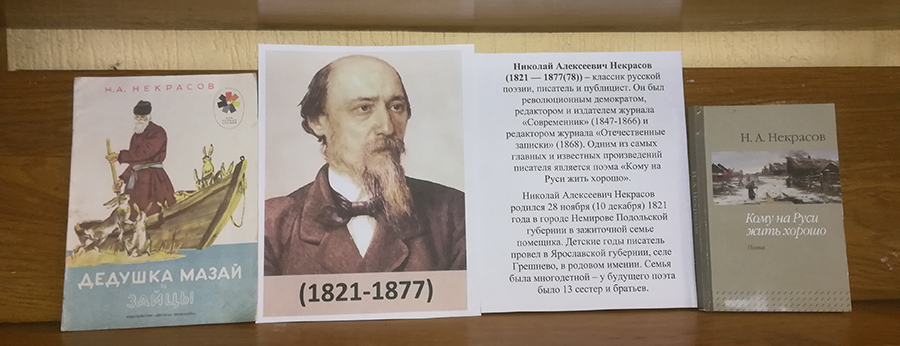 Н.А. НЕКРАСОВ
ДЕДУШКА МАЗАЙ
И
ЗАЙЦЫ
(1821-1877)
Николай Алексеевич Некрасов
(1821 — 1877(78)) – классик русской
поэзии, писатель и публицист. Он был
революционным демократом,
редактором и издателем журнала
«Современник» (1847-1866) и
редактором журнала «Отечественные
записки» (1868). Одним из самых
главных и известных произведений
писателя является поэма «Кому на
Руси жить хорошо».
Николай Алексеевич Некрасов
родился 28 ноября (10 декабря) 1821
года в городе Немирове Подольской
губернии в зажиточной семье
помещика. Детские годы писатель
провел в Ярославской губернии, селе
Грешнево, в родовом имении. Семья
была многодетной – у будущего поэта
было 13 сестер и братьев.
Н. А. Некрасов
Кому на Руси
жить хорошо
Поэма